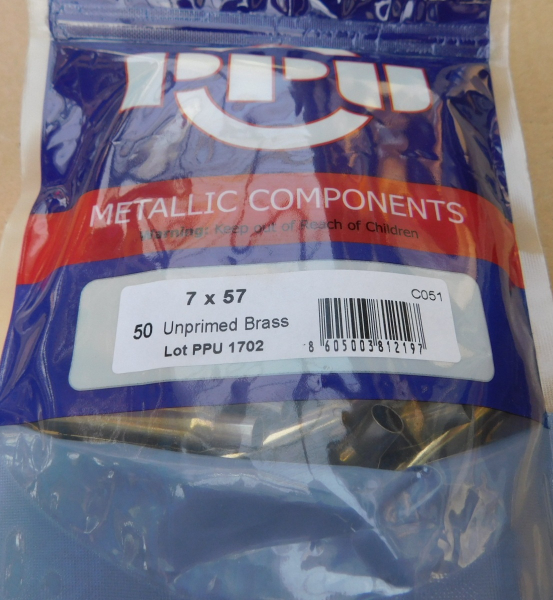 PPU
METALLIC COMPONENTS
Warning: Keep out of Reach of Children
7 x 57
C051
50 Unprimed Brass
Lot PPU 1702
8 605003 812197